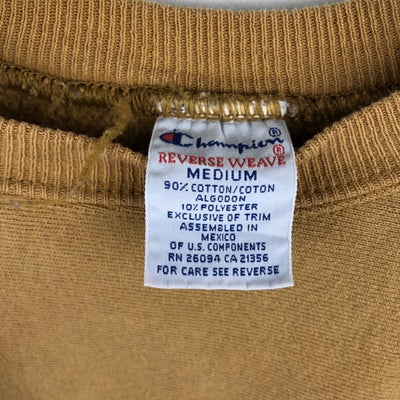 Champion®
REVERSE WEAVE®
MEDIUM
90% COTTON/COTON
ALGODON
10% POLYESTER
EXCLUSIVE OF TRIM
ASSEMBLED IN
MEXICO
OF U.S. COMPONENTS
RN 26094 CA 21356
FOR CARE SEE REVERSE